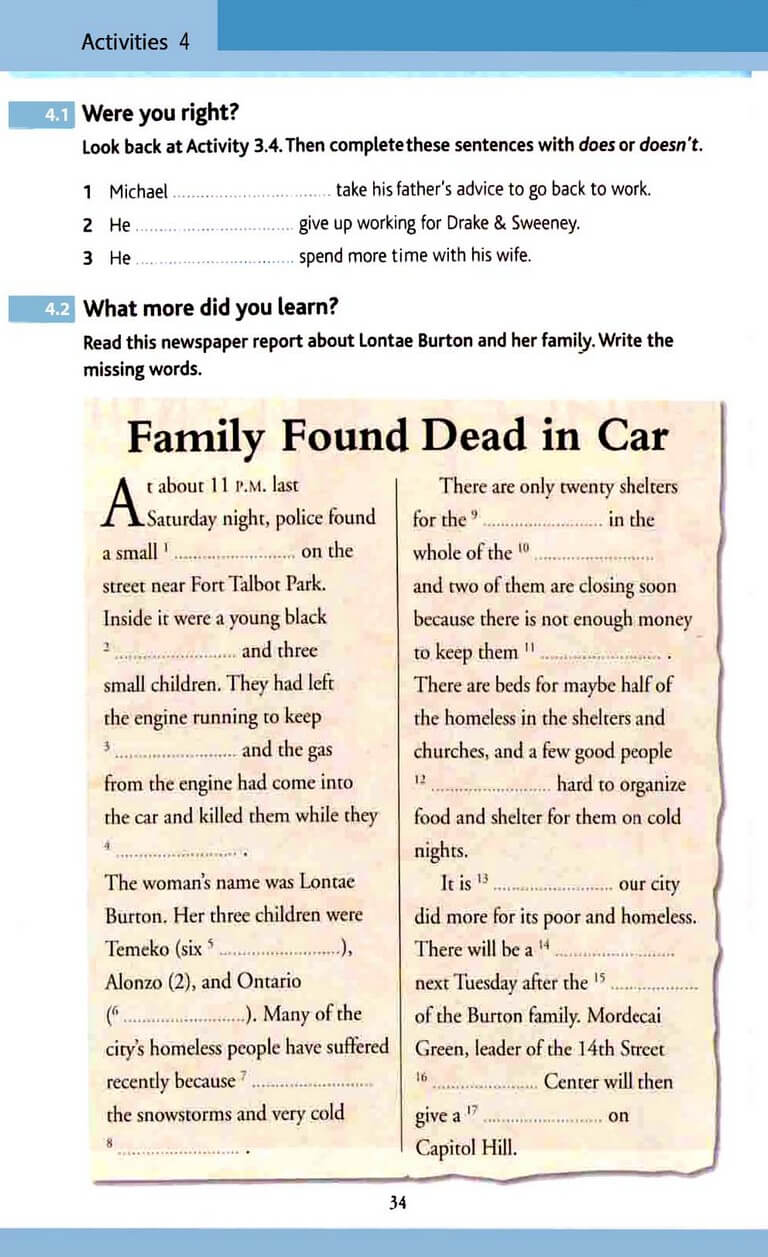 Activities 4
4.1 Were you right?
Look back at Activity 3.4. Then complete these sentences with does or doesn't.
1 Michael ................................ take his father's advice to go back to work.
2 He ................................ give up working for Drake & Sweeney.
3 He ................................ spend more time with his wife.
4.2 What more did you learn?
Read this newspaper report about Lontae Burton and her family. Write the
missing words.
Family Found Dead in Car
At about 11 P.M. last
Saturday night, police found
a small 1 ........................ on the
street near Fort Talbot Park.
Inside it were a young black
2 ........................ and three
small children. They had left
the engine running to keep
3 ........................ and the gas
from the engine had come into
the car and killed them while they
4 ........................ .
The woman's name was Lontae
Burton. Her three children were
Temeko (six 5 ........................),
Alonzo (2), and Ontario
(6 ........................). Many of the
city's homeless people have suffered
recently because 7 ........................
the snowstorms and very cold
8 ........................ .
There are only twenty shelters
for the 9 ........................ in the
whole of the 10 ........................
and two of them are closing soon
because there is not enough money
to keep them 11 ........................ .
There are beds for maybe half of
the homeless in the shelters and
churches, and a few good people
12 ........................ hard to organize
food and shelter for them on cold
nights.
It is 13 ........................ our city
did more for its poor and homeless.
There will be a 14 ........................
next Tuesday after the 15 ..................
of the Burton family. Mordecai
Green, leader of the 14th Street
16 ..................... Center will then
give a 17 ........................ on
Capitol Hill.
34